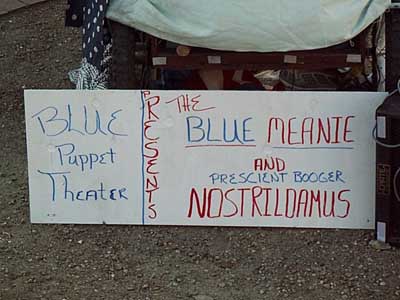 BLUE
Puppet
THEATER
PRESENTS
THE
BLUE MEANIE
AND
PRESCIENT BOOGER
NOSTRILDAMUS